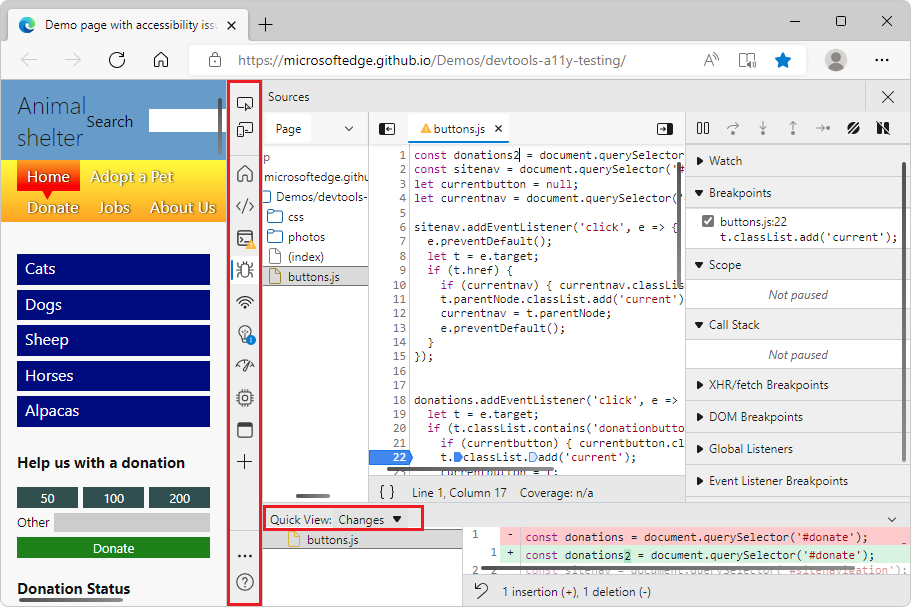 Demo page with accessibility iss
https://microsoftedge.github.io/Demos/devtools-a11y-testing/
Animal
shelter
Search
Home
Adopt a Pet
Donate
Jobs
About Us
Cats
Dogs
Sheep
Horses
Alpacas
Help us with a donation
50
100
200
Other
Donate
Donation Status
Sources
Page
p
microsoftedge.githu
Demos/devtools-
css
photos
(index)
buttons.js
buttons.js
1 const donations2 = document.querySelector
2 const sitenav = document.querySelector('#
3 let currentbutton = null;
4 let currentnav = document.querySelector('
5
6 sitenav.addEventListener('click', e => {
7 e.preventDefault();
8 let t = e.target;
9 if (t.href) {
10 if (currentnav) { currentnav.classLis
11 t.parentNode.classList.add('current')
12 currentnav = t.parentNode;
13 e.preventDefault();
14 }
15 });
16
17
18 donations.addEventListener('click', e =>
19 let t = e.target;
20 if (t.classList.contains('donationbutto
21 if (currentbutton) { currentbutton.cl
22 t.classList.add('current');
currentbutton = t;
{ } Line 1, Column 17 Coverage: n/a
Watch
Breakpoints
buttons.js:22
t.classList.add('current');
Scope
Not paused
Call Stack
Not paused
XHR/fetch Breakpoints
DOM Breakpoints
Global Listeners
Event Listener Breakpoints
Quick View: Changes
buttons.js
1 - const donations = document.querySelector('#donate');
1 + const donations2 = document.querySelector('#donate');
2 2 const sitenav = document.querySelector('#sitenavigation');
1 insertion (+), 1 deletion (-)